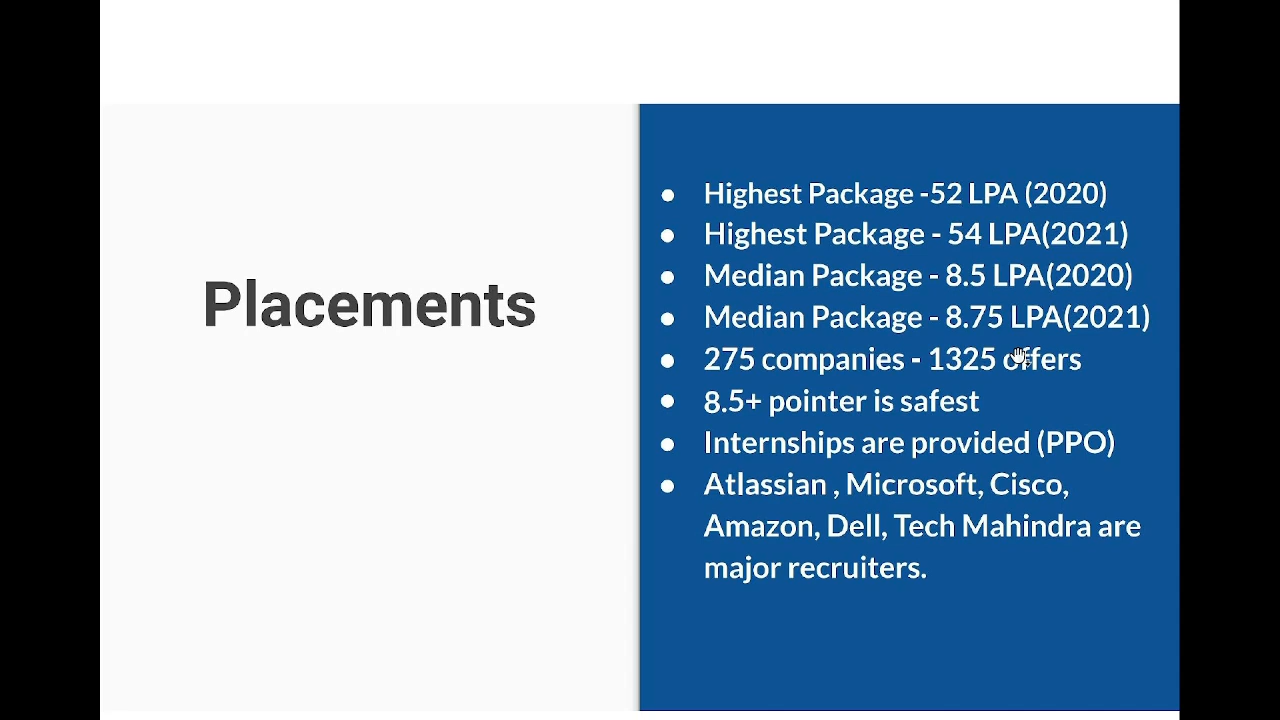 Placements
● Highest Package -52 LPA (2020)
● Highest Package - 54 LPA(2021)
● Median Package - 8.5 LPA(2020)
● Median Package - 8.75 LPA(2021)
● 275 companies - 1325 offers
● 8.5+ pointer is safest
● Internships are provided (PPO)
● Atlassian , Microsoft, Cisco,
Amazon, Dell, Tech Mahindra are
major recruiters.